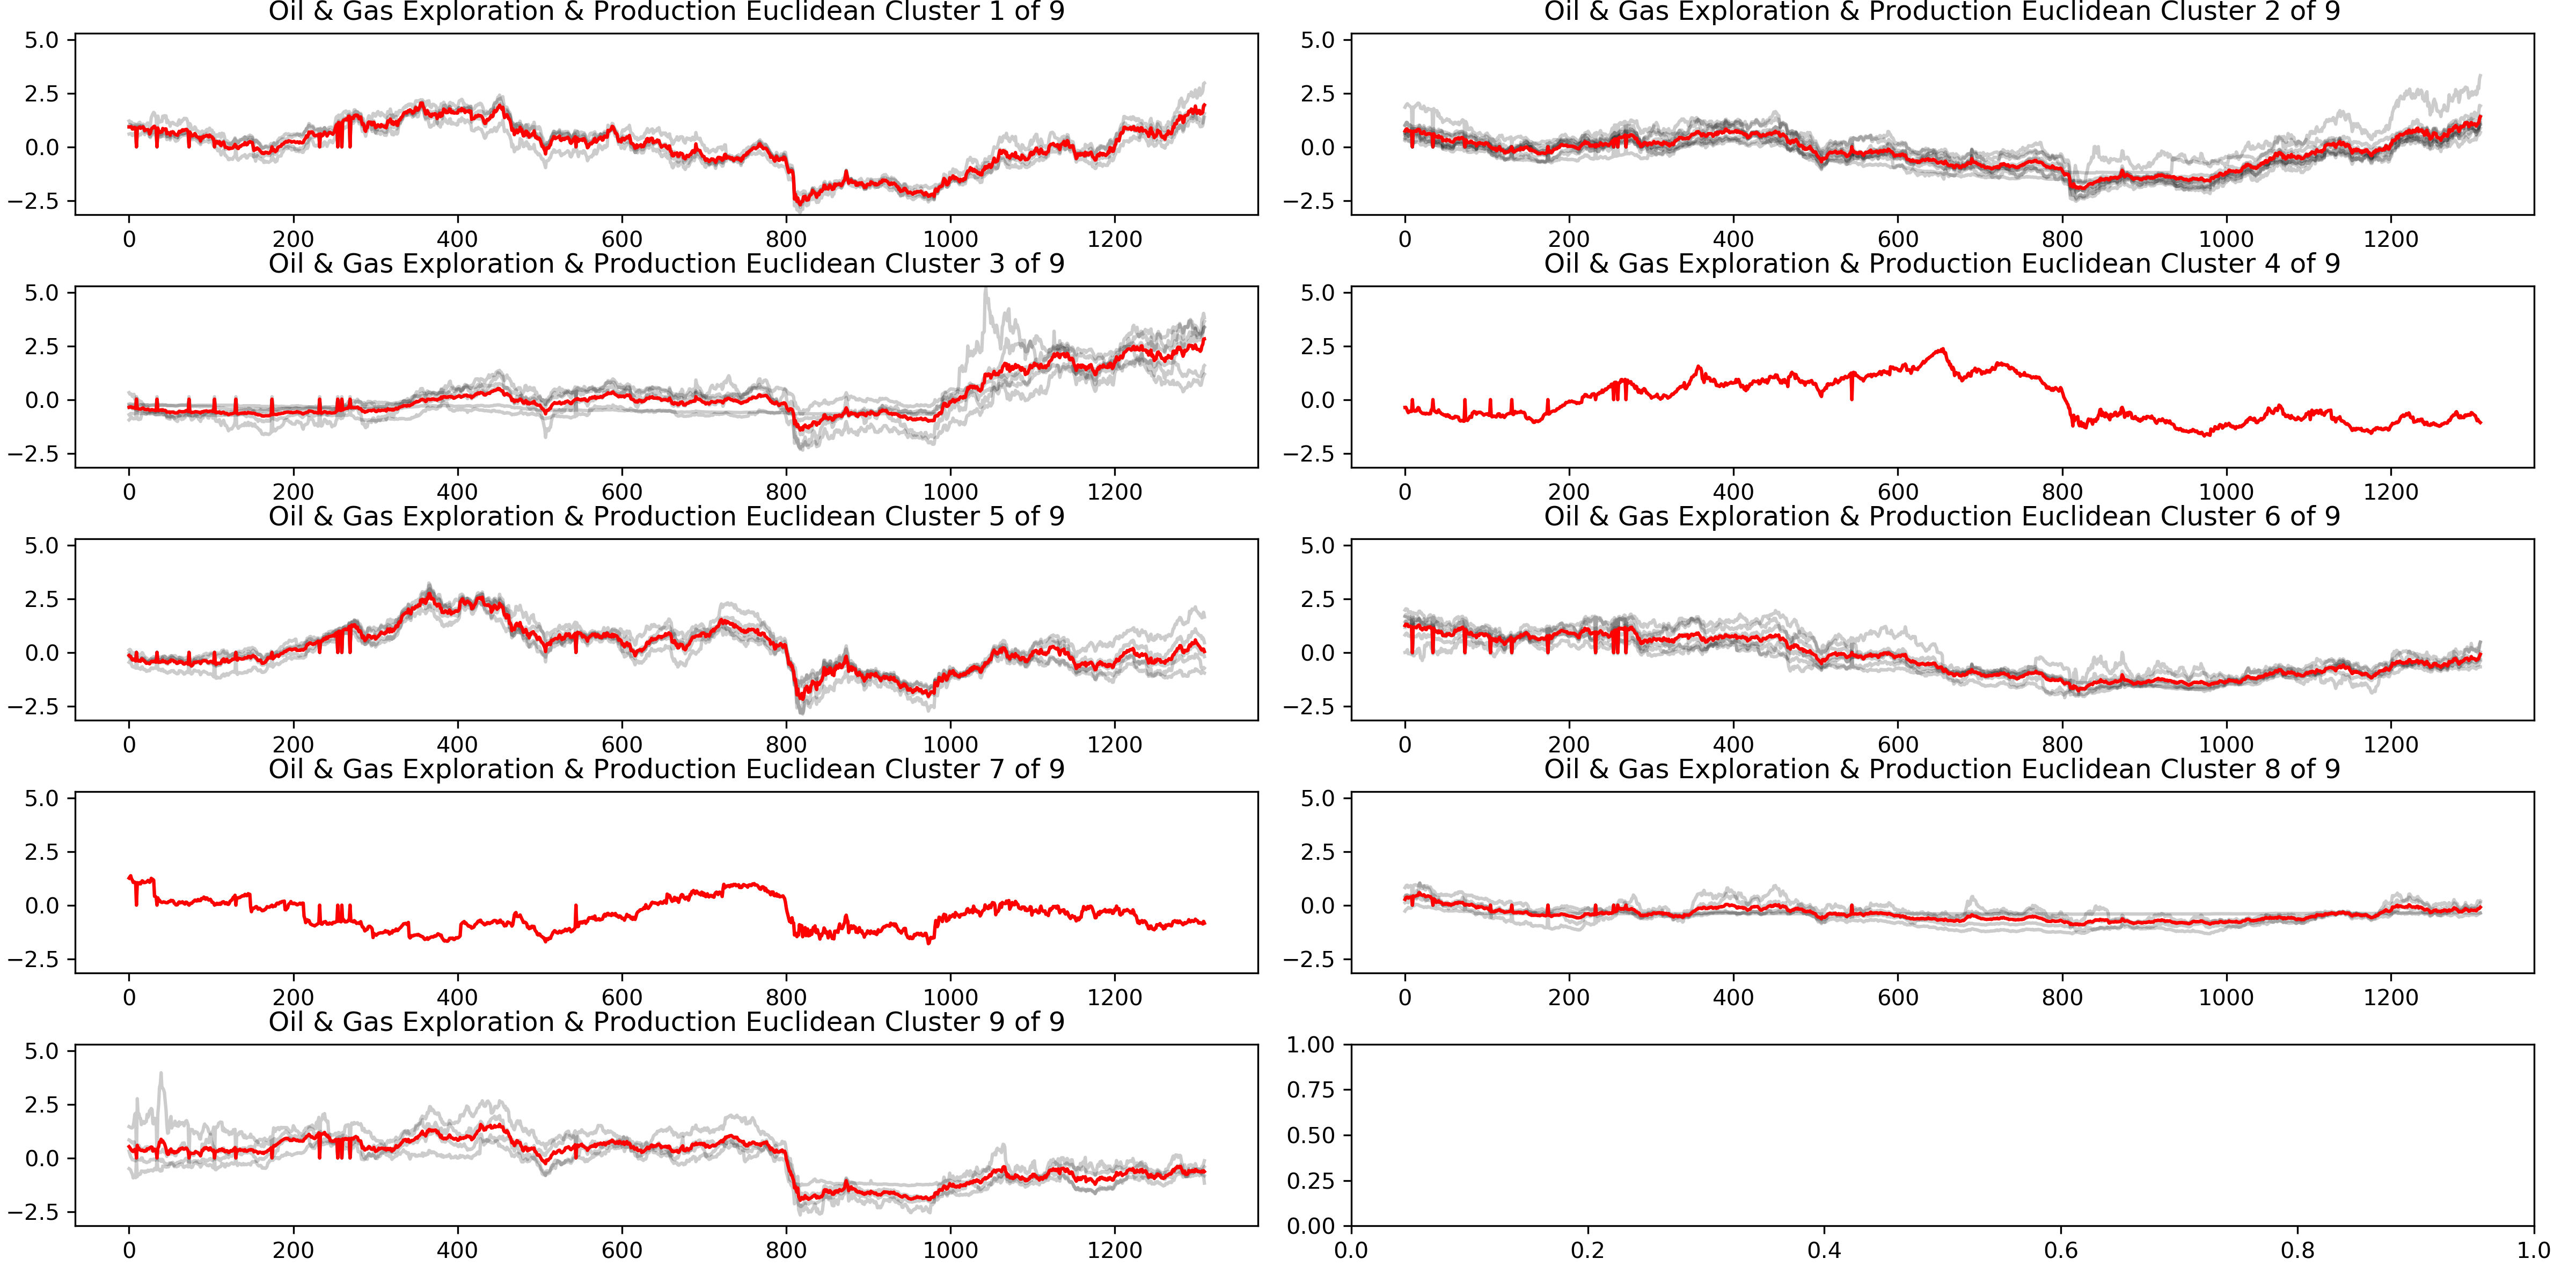 Oil & Gas Exploration & Production Euclidean Cluster 1 of 9
5.0
2.5
0.0
−2.5
0 200 400 600 800 1000 1200
Oil & Gas Exploration & Production Euclidean Cluster 2 of 9
5.0
2.5
0.0
−2.5
0 200 400 600 800 1000 1200
Oil & Gas Exploration & Production Euclidean Cluster 3 of 9
5.0
2.5
0.0
−2.5
0 200 400 600 800 1000 1200
Oil & Gas Exploration & Production Euclidean Cluster 4 of 9
5.0
2.5
0.0
−2.5
0 200 400 600 800 1000 1200
Oil & Gas Exploration & Production Euclidean Cluster 5 of 9
5.0
2.5
0.0
−2.5
0 200 400 600 800 1000 1200
Oil & Gas Exploration & Production Euclidean Cluster 6 of 9
5.0
2.5
0.0
−2.5
0 200 400 600 800 1000 1200
Oil & Gas Exploration & Production Euclidean Cluster 7 of 9
5.0
2.5
0.0
−2.5
0 200 400 600 800 1000 1200
Oil & Gas Exploration & Production Euclidean Cluster 8 of 9
5.0
2.5
0.0
−2.5
0 200 400 600 800 1000 1200
Oil & Gas Exploration & Production Euclidean Cluster 9 of 9
5.0
2.5
0.0
−2.5
0 200 400 600 800 1000 1200
1.00
0.75
0.50
0.25
0.00
0.0 0.2 0.4 0.6 0.8 1.0